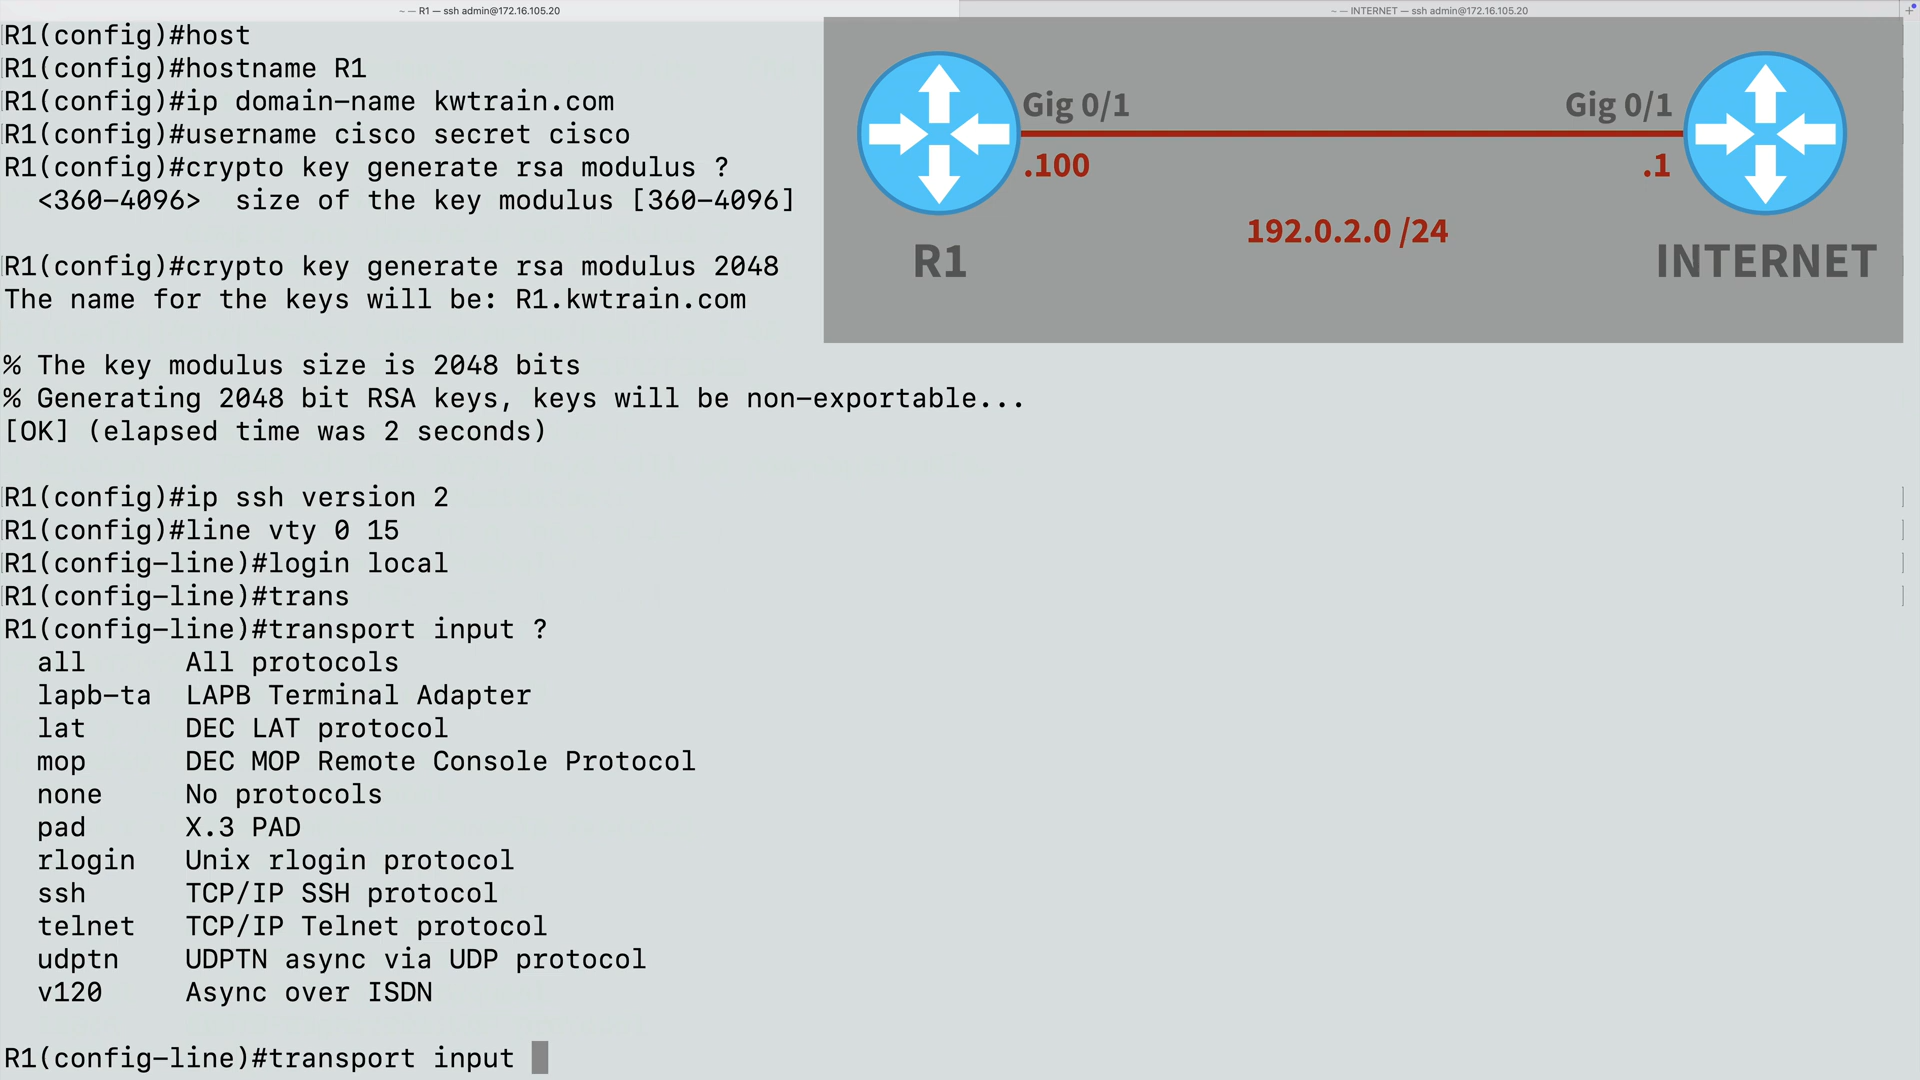 ~ — R1 — ssh admin@172.16.105.20
~ — INTERNET — ssh admin@172.16.105.20
+
R1(config)#host
R1(config)#hostname R1
R1(config)#ip domain-name kwtrain.com
R1(config)#username cisco secret cisco
R1(config)#crypto key generate rsa modulus ?
<360-4096>  size of the key modulus [360-4096]
R1(config)#crypto key generate rsa modulus 2048
The name for the keys will be: R1.kwtrain.com
% The key modulus size is 2048 bits
% Generating 2048 bit RSA keys, keys will be non-exportable...
[OK] (elapsed time was 2 seconds)
R1(config)#ip ssh version 2
R1(config)#line vty 0 15
R1(config-line)#login local
R1(config-line)#trans
R1(config-line)#transport input ?
all      All protocols
lapb-ta  LAPB Terminal Adapter
lat      DEC LAT protocol
mop      DEC MOP Remote Console Protocol
none     No protocols
pad      X.3 PAD
rlogin   Unix rlogin protocol
ssh      TCP/IP SSH protocol
telnet   TCP/IP Telnet protocol
udptn    UDPTN async via UDP protocol
v120     Async over ISDN
R1(config-line)#transport input
Gig 0/1
Gig 0/1
.100
.1
192.0.2.0 /24
R1
INTERNET